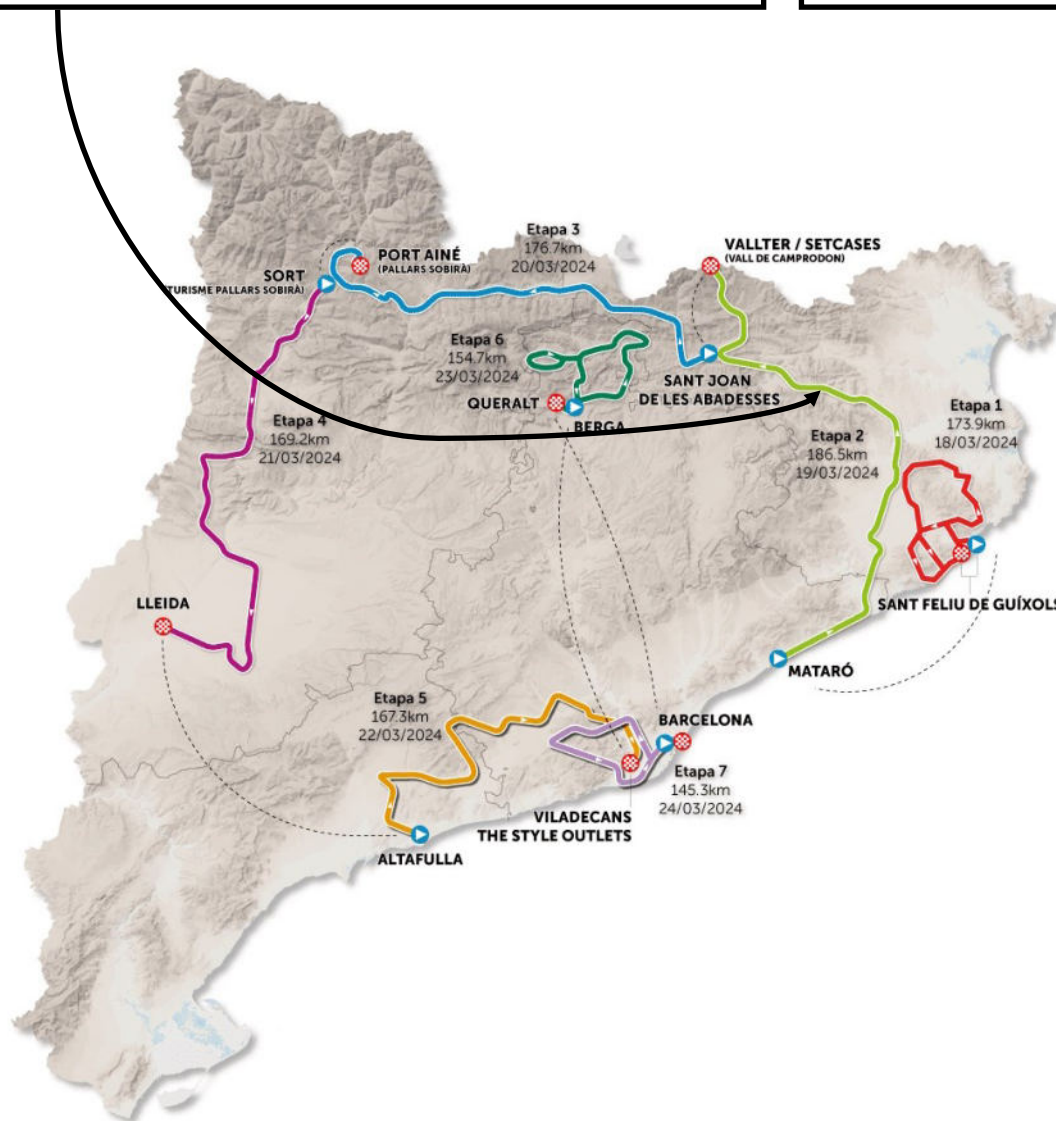 Etapa 3
176.7km
20/03/2024
VALLTER / SETCASES
(VALL DE CAMPRODON)
PORT AINÉ
(PALLARS SOBIRÀ)
SORT
TURISME PALLARS SOBIRÀ)
Etapa 6
154.7km
23/03/2024
SANT JOAN
DE LES ABADESSES
QUERALT
BERGA
Etapa 1
173.9km
18/03/2024
Etapa 4
169.2km
21/03/2024
Etapa 2
186.5km
19/03/2024
LLEIDA
SANT FELIU DE GUÍXOLS
MATARÓ
Etapa 5
167.3km
22/03/2024
BARCELONA
Etapa 7
145.3km
24/03/2024
VILADECANS
THE STYLE OUTLETS
ALTAFULLA